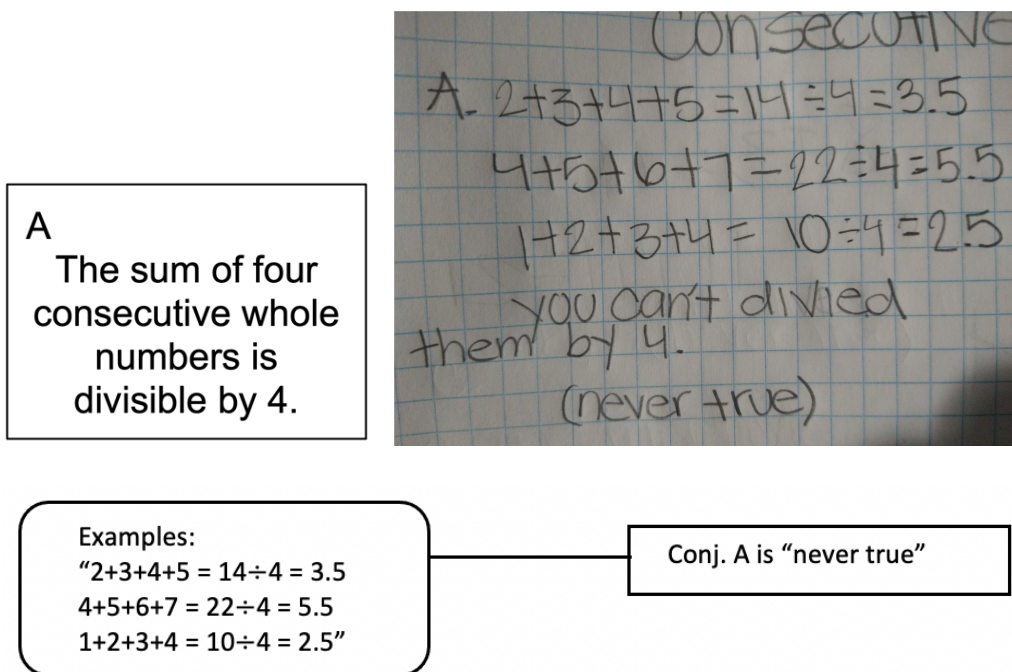 A
The sum of four
consecutive whole
numbers is
divisible by 4.
Consecutive
A. 2+3+4+5=14÷4=3.5
4+5+6+7=22÷4=5.5
1+2+3+4= 10÷4=2.5
you can't divied
them by 4.
(never true)
Examples:
“2+3+4+5 = 14÷4 = 3.5
4+5+6+7 = 22÷4 = 5.5
1+2+3+4 = 10÷4 = 2.5”
Conj. A is “never true”